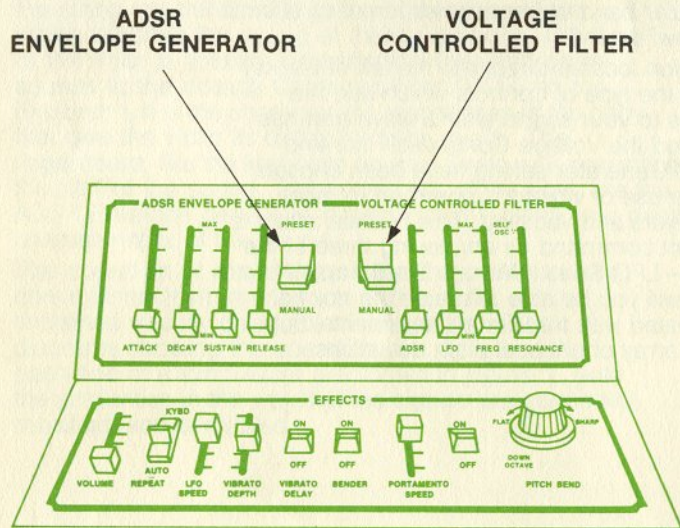 ADSR
ENVELOPE GENERATOR
VOLTAGE
CONTROLLED FILTER
ADSR ENVELOPE GENERATOR
VOLTAGE CONTROLLED FILTER
MAX
PRESET
PRESET
MAX
SELF
OSC
MANUAL
MANUAL
MIN
MIN
ATTACK DECAY SUSTAIN RELEASE
ADSR LFO FREQ RESONANCE
EFFECTS
KYBD
ON ON ON
FLAT SHARP
AUTO
OFF OFF OFF
DOWN
OCTAVE
VOLUME
REPEAT
LFO
SPEED
VIBRATO
DEPTH
VIBRATO
DELAY
BENDER
PORTAMENTO
SPEED
PITCH BEND